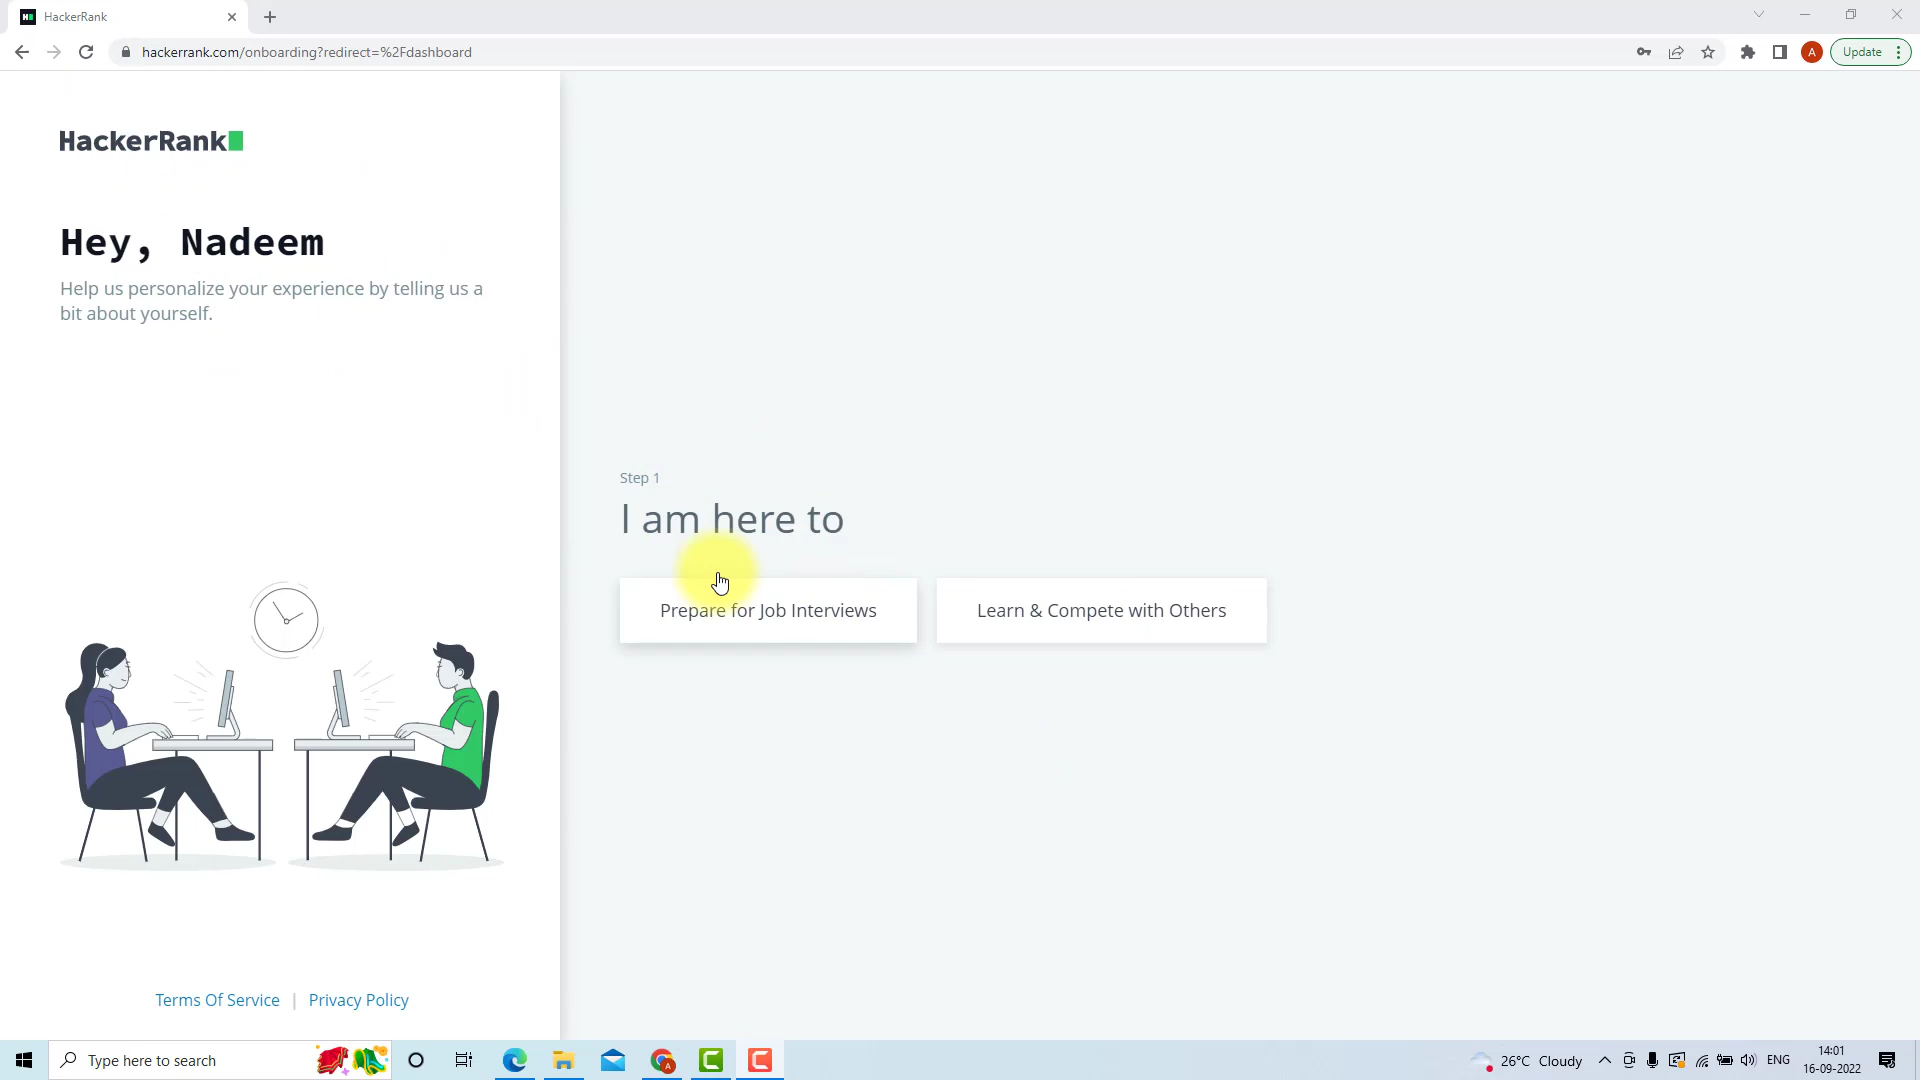 HackerRank
hackerrank.com/onboarding?redirect=%2Fdashboard
A
Update
HackerRank
Hey, Nadeem
Help us personalize your experience by telling us a
bit about yourself.
Step 1
I am here to
Prepare for Job Interviews
Learn & Compete with Others
Terms Of Service | Privacy Policy
Type here to search
26°C Cloudy
ENG
14:01
16-09-2022